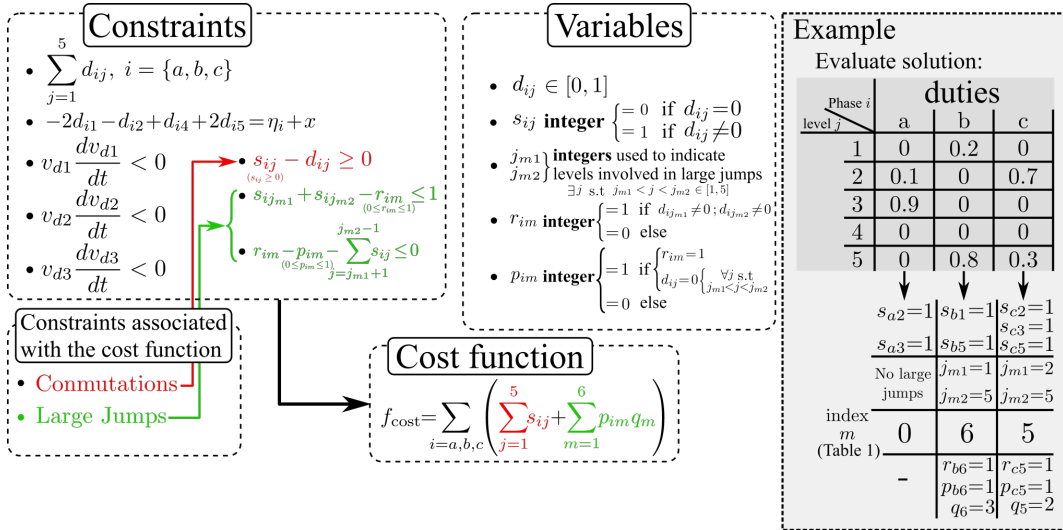 Constraints
• \sum_{j=1}^{5} d_{ij}, i = {a, b, c}
• −2d_{i1}−d_{i2}+d_{i4}+2d_{i5}=η_i+x
• v_{d1} \frac{dv_{d1}}{dt} < 0
• v_{d2} \frac{dv_{d2}}{dt} < 0
• v_{d3} \frac{dv_{d3}}{dt} < 0
• s_{ij} − d_{ij} ≥ 0
(s_{ij} ≥ 0)
• s_{ij_{m1}}+s_{ij_{m2}}−r_{im}≤1
(0≤r_{im}≤1)
• r_{im}−p_{im}−\sum_{j=j_{m1}+1}^{j_{m2}−1} s_{ij}≤0
(0≤p_{im}≤1)
Constraints associated
with the cost function
• Conmutations
• Large Jumps
Variables
• d_{ij} ∈ [0, 1]
• s_{ij} integer { = 0 if d_{ij}=0
= 1 if d_{ij}≠0
• j_{m1} } integers used to indicate
j_{m2} levels involved in large jumps
∃j s.t j_{m1} < j < j_{m2} ∈ [1, 5]
• r_{im} integer { =1 if d_{ij_{m1}}≠0; d_{ij_{m2}}≠0
=0 else
• p_{im} integer { =1 if { r_{im}=1
d_{ij}=0 { ∀j s.t
j_{m1}<j<j_{m2}
=0 else
Cost function
f_{cost}=\sum_{i=a,b,c} ( \sum_{j=1}^{5} s_{ij}+\sum_{m=1}^{6} p_{im}q_m )
Example
Evaluate solution:
Phase i
level j
duties
a b c
1 0 0.2 0
2 0.1 0 0.7
3 0.9 0 0
4 0 0 0
5 0 0.8 0.3
s_{a2}=1 s_{b1}=1 s_{c2}=1
s_{c3}=1
s_{a3}=1 s_{b5}=1 s_{c5}=1
No large
jumps
j_{m1}=1 j_{m1}=2
j_{m2}=5 j_{m2}=5
index
m
(Table 1)
0 6 5
-
r_{b6}=1 r_{c5}=1
p_{b6}=1 p_{c5}=1
q_6=3 q_5=2